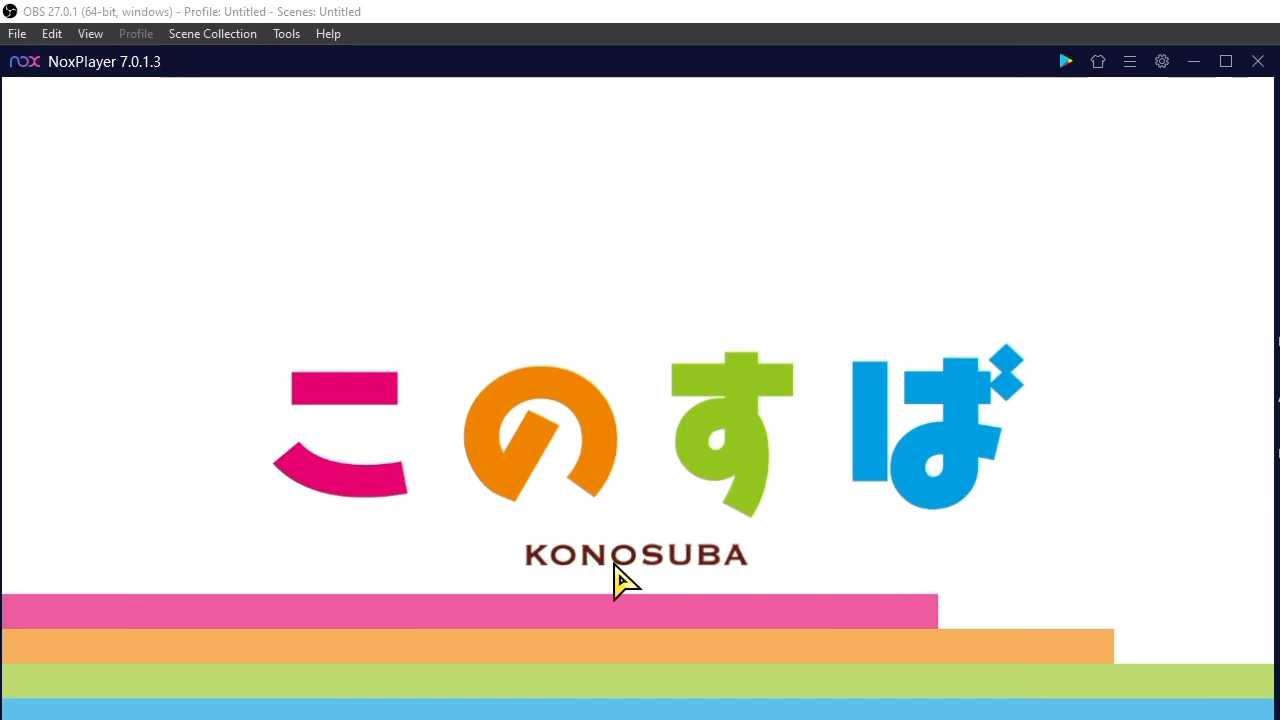 OBS 27.0.1 (64-bit, windows) - Profile: Untitled - Scenes: Untitled
File Edit View Profile Scene Collection Tools Help
nox NoxPlayer 7.0.1.3
このすば
KONOSUBA